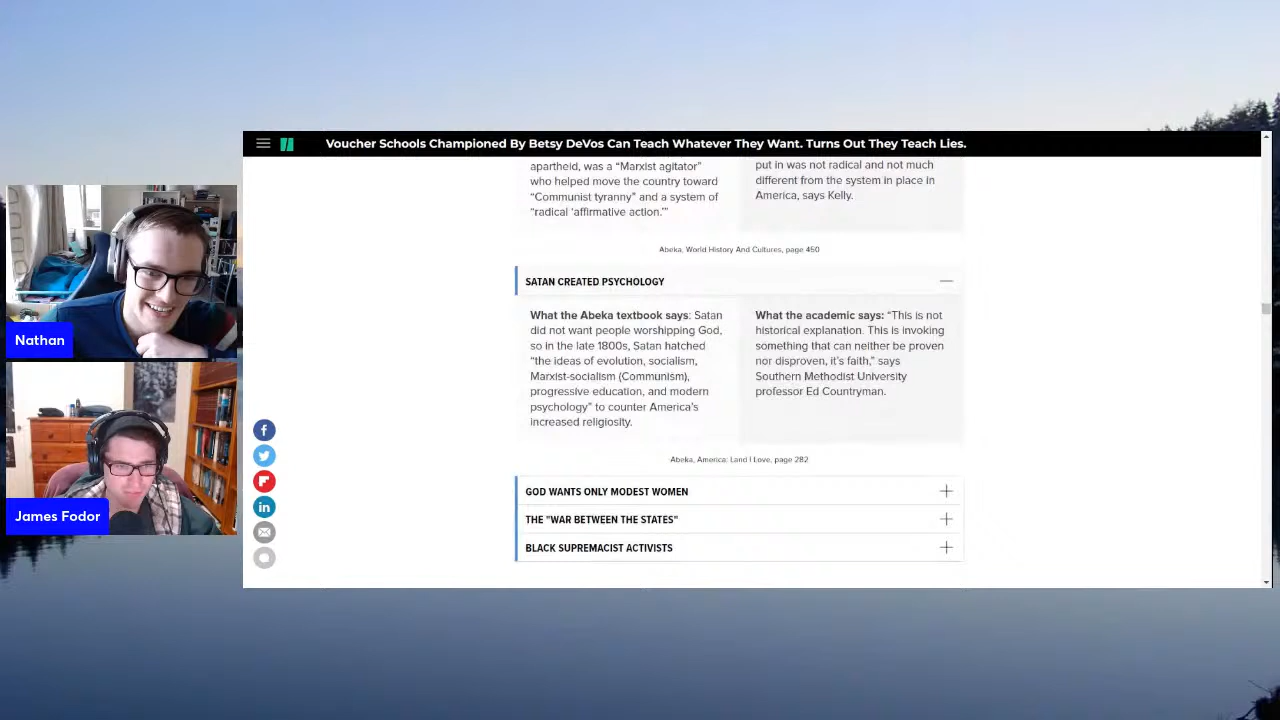 Voucher Schools Championed By Betsy DeVos Can Teach Whatever They Want. Turns Out They Teach Lies.
apartheid, was a “Marxist agitator”
who helped move the country toward
“Communist tyranny” and a system of
“radical ‘affirmative action.’”
put in was not radical and not much
different from the system in place in
America, says Kelly.
Abeka, World History And Cultures, page 450
SATAN CREATED PSYCHOLOGY
What the Abeka textbook says: Satan
did not want people worshipping God,
so in the late 1800s, Satan hatched
“the ideas of evolution, socialism,
Marxist-socialism (Communism),
progressive education, and modern
psychology” to counter America’s
increased religiosity.
What the academic says: “This is not
historical explanation. This is invoking
something that can neither be proven
nor disproven, it’s faith,” says
Southern Methodist University
professor Ed Countryman.
Abeka, America: Land I Love, page 282
GOD WANTS ONLY MODEST WOMEN
THE "WAR BETWEEN THE STATES"
BLACK SUPREMACIST ACTIVISTS
Nathan
James Fodor